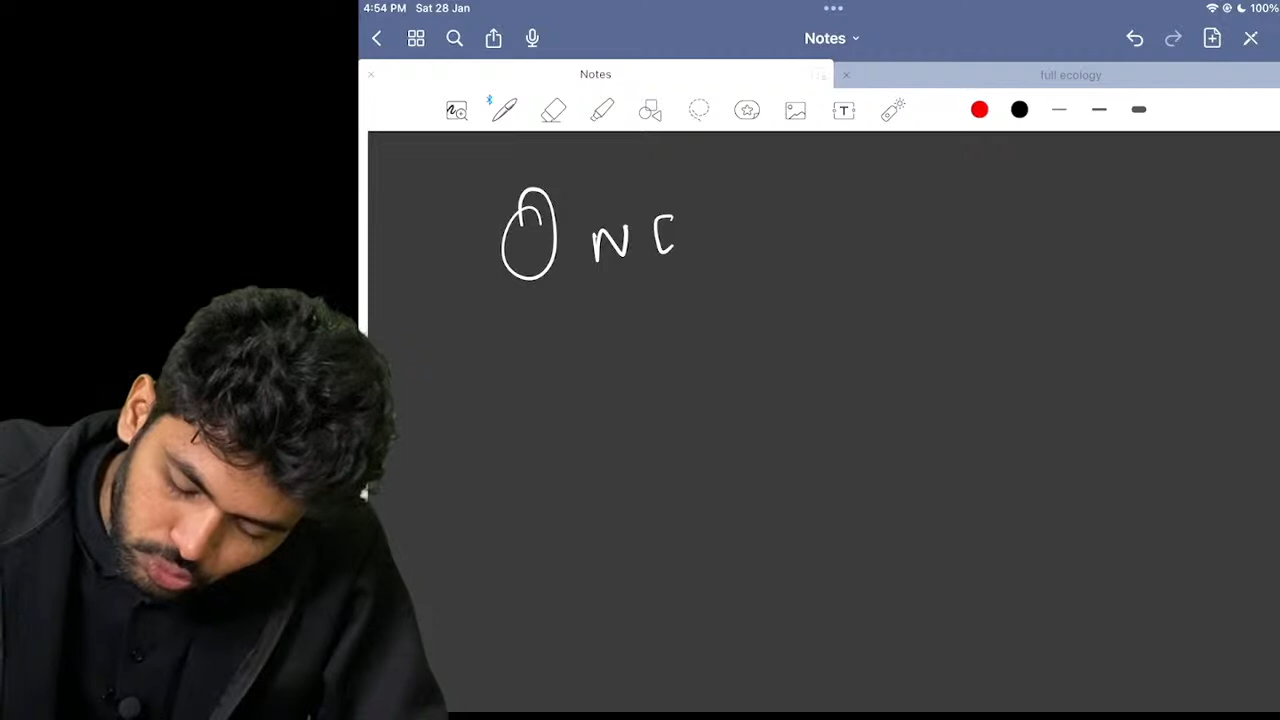 4:54 PM Sat 28 Jan 100%
Notes
Notes full ecology
T
① N C